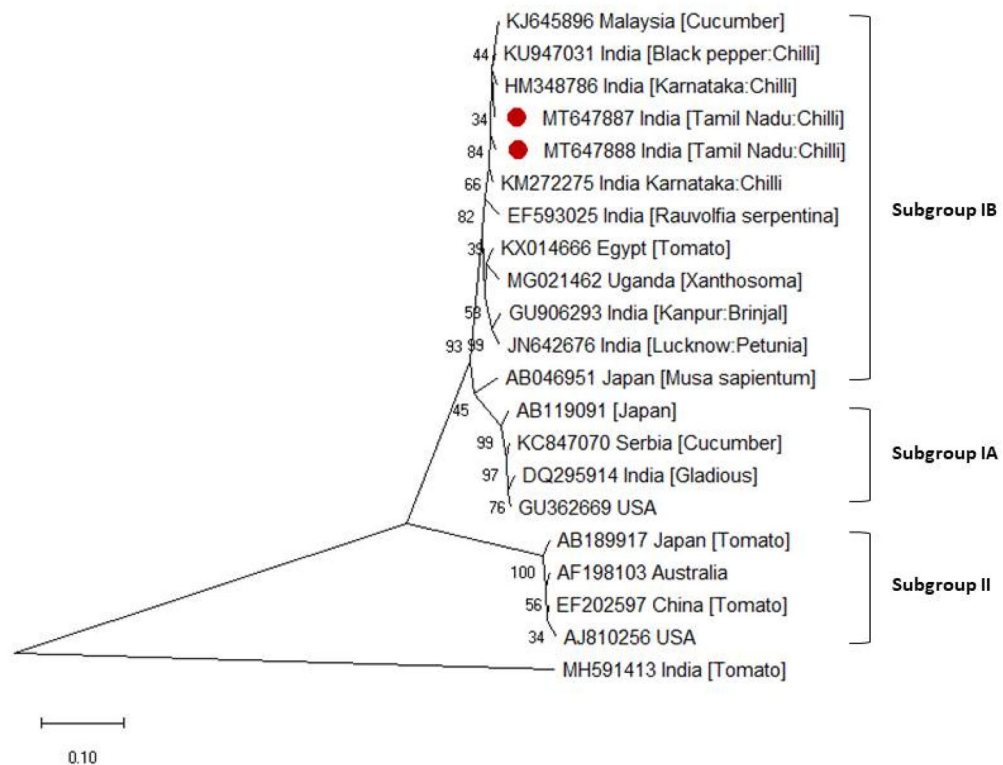 KJ645896 Malaysia [Cucumber]
44
KU947031 India [Black pepper:Chilli]
HM348786 India [Karnataka:Chilli]
34
MT647887 India [Tamil Nadu:Chilli]
84
MT647888 India [Tamil Nadu:Chilli]
66
KM272275 India Karnataka:Chilli
82
EF593025 India [Rauvolfia serpentina]
Subgroup IB
39
KX014666 Egypt [Tomato]
MG021462 Uganda [Xanthosoma]
58
GU906293 India [Kanpur:Brinjal]
93
99
JN642676 India [Lucknow:Petunia]
AB046951 Japan [Musa sapientum]
45
AB119091 [Japan]
99
KC847070 Serbia [Cucumber]
Subgroup IA
97
DQ295914 India [Gladious]
76
GU362669 USA
AB189917 Japan [Tomato]
100
AF198103 Australia
Subgroup II
56
EF202597 China [Tomato]
34
AJ810256 USA
MH591413 India [Tomato]
0.10